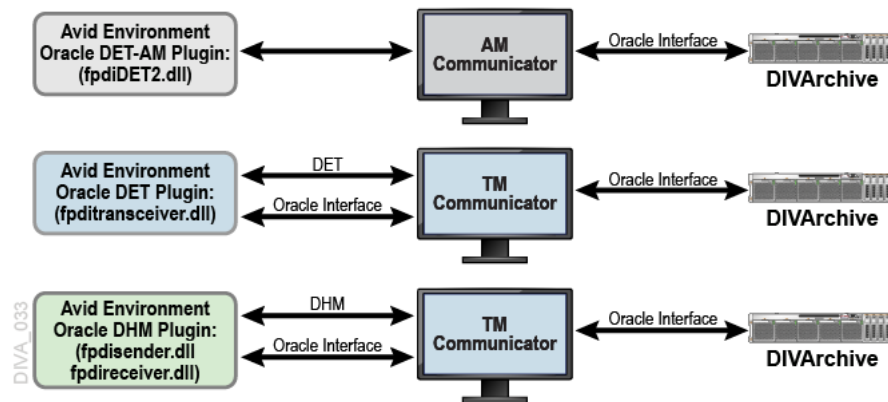 Avid Environment
Oracle DET-AM Plugin:
(fpdiDET2.dll)
AM
Communicator
Oracle Interface
DIVArchive
Avid Environment
Oracle DET Plugin:
(fpditransceiver.dll)
DET
Oracle Interface
TM
Communicator
Oracle Interface
DIVArchive
Avid Environment
Oracle DHM Plugin:
(fpdisender.dll
fpdireceiver.dll)
DHM
Oracle Interface
TM
Communicator
Oracle Interface
DIVArchive
DIVA_033